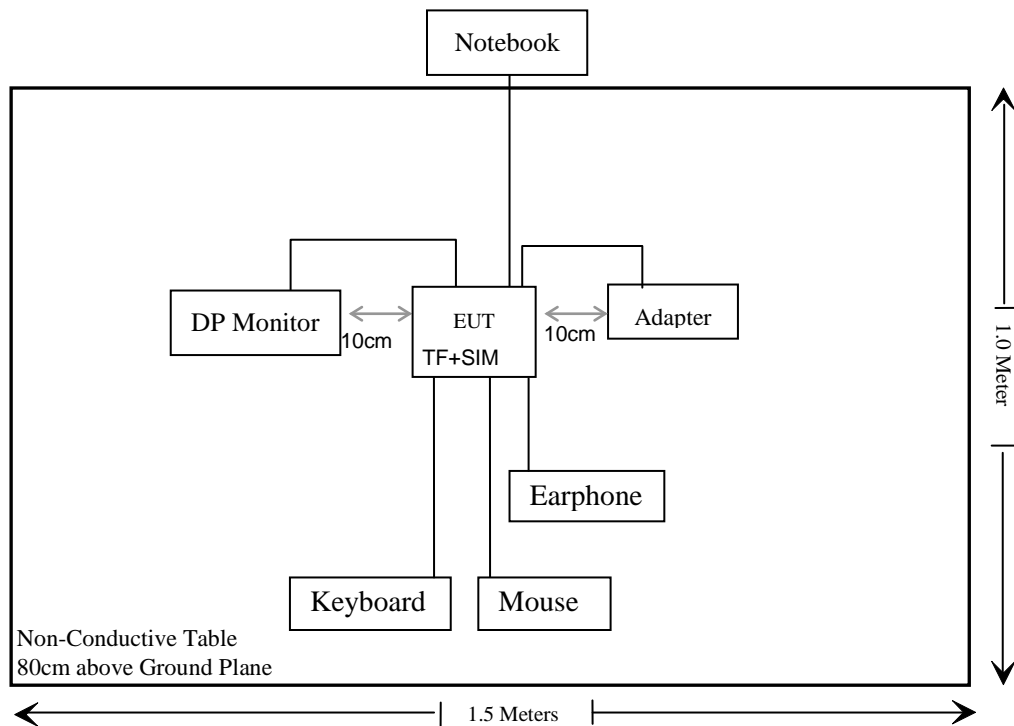 Notebook
DP Monitor
10cm
EUT
TF+SIM
10cm
Adapter
1.0 Meter
Earphone
Keyboard
Mouse
Non-Conductive Table
80cm above Ground Plane
1.5 Meters